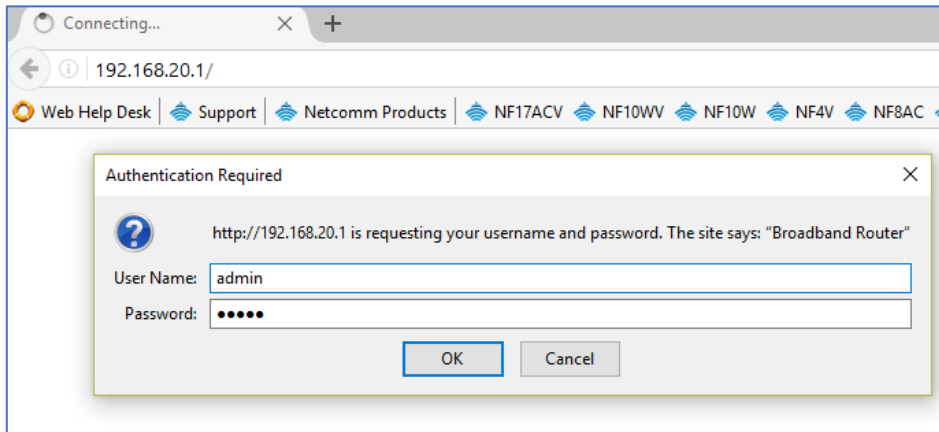 Connecting...
192.168.20.1/
Web Help Desk Support Netcomm Products NF17ACV NF10WV NF10W NF4V NF8AC
Authentication Required
http://192.168.20.1 is requesting your username and password. The site says: "Broadband Router"
User Name: admin
Password: •••••
OK Cancel